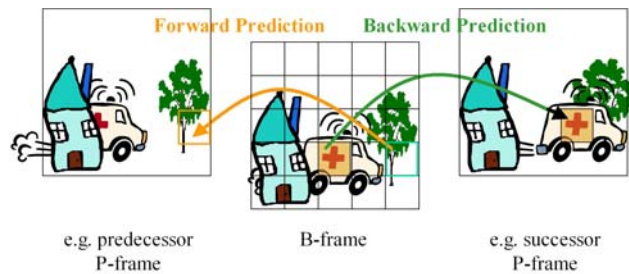 Forward Prediction
Backward Prediction
e.g. predecessor
P-frame
B-frame
e.g. successor
P-frame